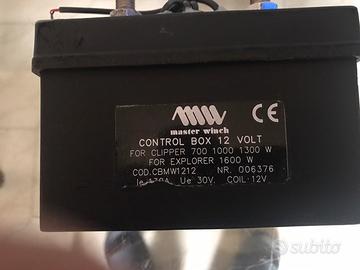 master winch
CE
CONTROL BOX 12 VOLT
FOR CLIPPER 700 1000 1300 W
FOR EXPLORER 1600 W
COD.CBMW1212 NR. 006376
Ue 30V. COIL·12V.
subito